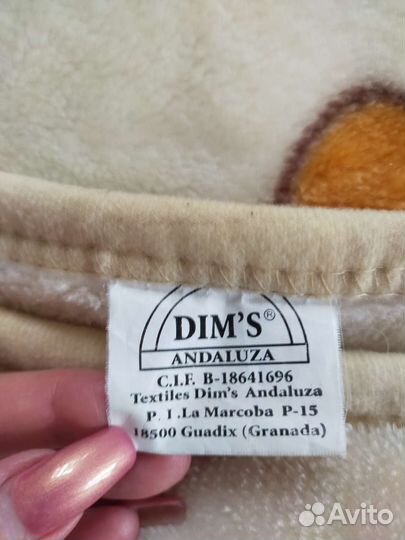 DIM'S®
ANDALUZA
C.I.F. B-18641696
Textiles Dim's Andaluza
P. I .La Marcoba P-15
18500 Guadix (Granada)
Avito